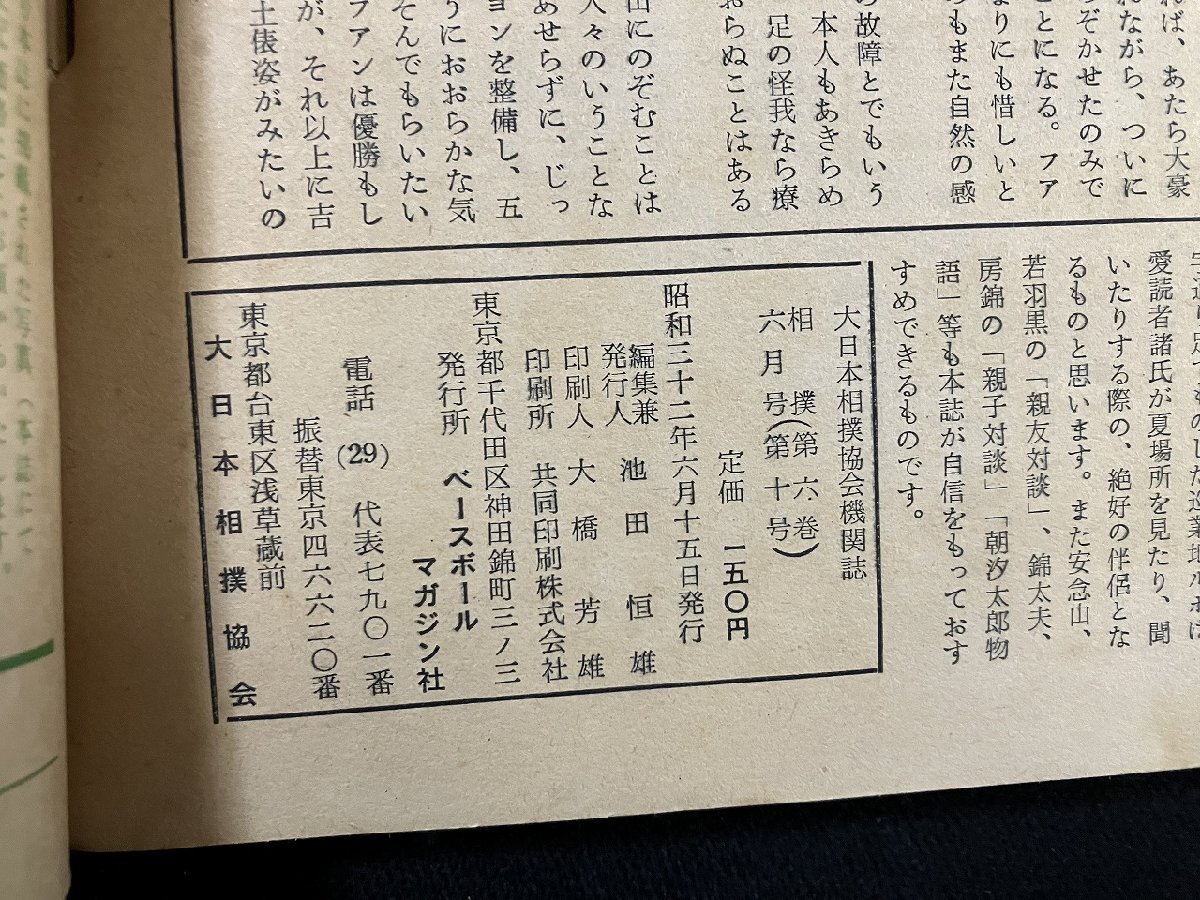 れば、あたら大豪
れながら、ついに
のぞかせたのみで
ことになる。ファ
まりにも惜しいと
のもまた自然の感
の故障とでもいう
本人もあきらめ
足の怪我なら療
おらぬことはある
にのぞむことは
人々のいうことな
めせらずに、じっ
ョンを整備し、五
うにおおらかな気
そんでもらいたい
ファンは優勝もし
が、それ以上に吉
土俵姿がみたいの
愛読者諸氏が夏場所を見たり、聞
いたりする際の、絶好の伴侶とな
るものと思います。また安念山、
若羽黒の「親友対談」、錦太夫、
房錦の「親子対談」「朝汐太郎物
語」等も本誌が自信をもっておす
すめできるものです。
大日本相撲協会機関誌
相撲(第六巻)
六月号(第十号)
定価 一五〇円
昭和三十二年六月十五日発行
編集兼
発行人 池田恒雄
印刷人 大橋芳雄
印刷所 共同印刷株式会社
東京都千代田区神田錦町三ノ三
発行所 ベースボール
マガジン社
電話(29)代表七九〇一番
振替東京四六六二〇番
東京都台東区浅草蔵前
大日本相撲協会